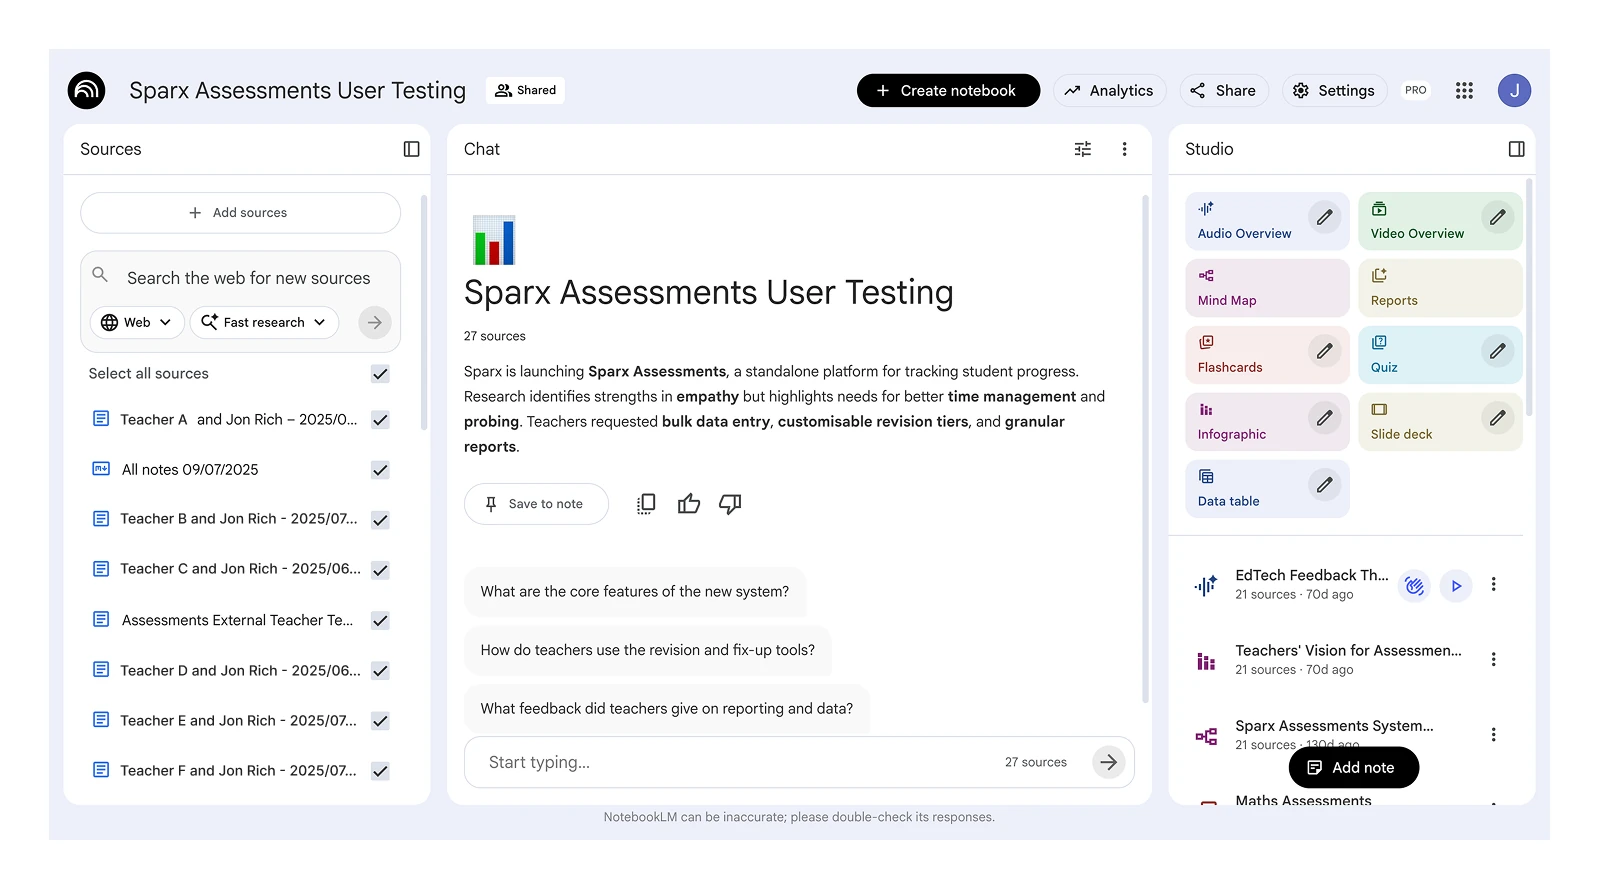 Sparx Assessments User Testing
Shared
Create notebook
Analytics
Share
Settings
PRO
J
Sources
Add sources
Search the web for new sources
Web
Fast research
Select all sources
Teacher A and Jon Rich – 2025/0...
All notes 09/07/2025
Teacher B and Jon Rich - 2025/07...
Teacher C and Jon Rich - 2025/06...
Assessments External Teacher Te...
Teacher D and Jon Rich - 2025/06...
Teacher E and Jon Rich - 2025/07...
Teacher F and Jon Rich - 2025/07...
Chat
Sparx Assessments User Testing
27 sources
Sparx is launching Sparx Assessments, a standalone platform for tracking student progress.
Research identifies strengths in empathy but highlights needs for better time management and
probing. Teachers requested bulk data entry, customisable revision tiers, and granular
reports.
Save to note
What are the core features of the new system?
How do teachers use the revision and fix-up tools?
What feedback did teachers give on reporting and data?
Start typing...
27 sources
NotebookLM can be inaccurate; please double-check its responses.
Studio
Audio Overview
Video Overview
Mind Map
Reports
Flashcards
Quiz
Infographic
Slide deck
Data table
EdTech Feedback Th...
21 sources · 70d ago
Teachers' Vision for Assessmen...
21 sources · 70d ago
Sparx Assessments System...
21 sources · 130d ago
Add note
Maths Assessments